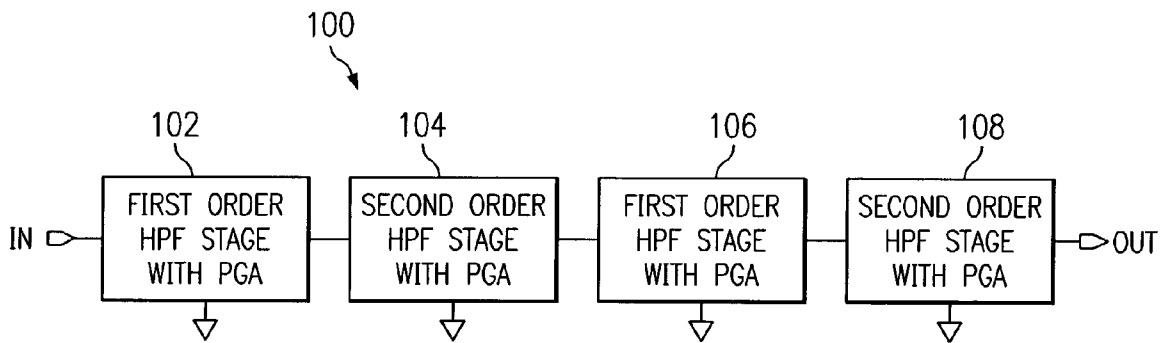 100
102
104
106
108
IN
FIRST ORDER
HPF STAGE
WITH PGA
SECOND ORDER
HPF STAGE
WITH PGA
FIRST ORDER
HPF STAGE
WITH PGA
SECOND ORDER
HPF STAGE
WITH PGA
OUT